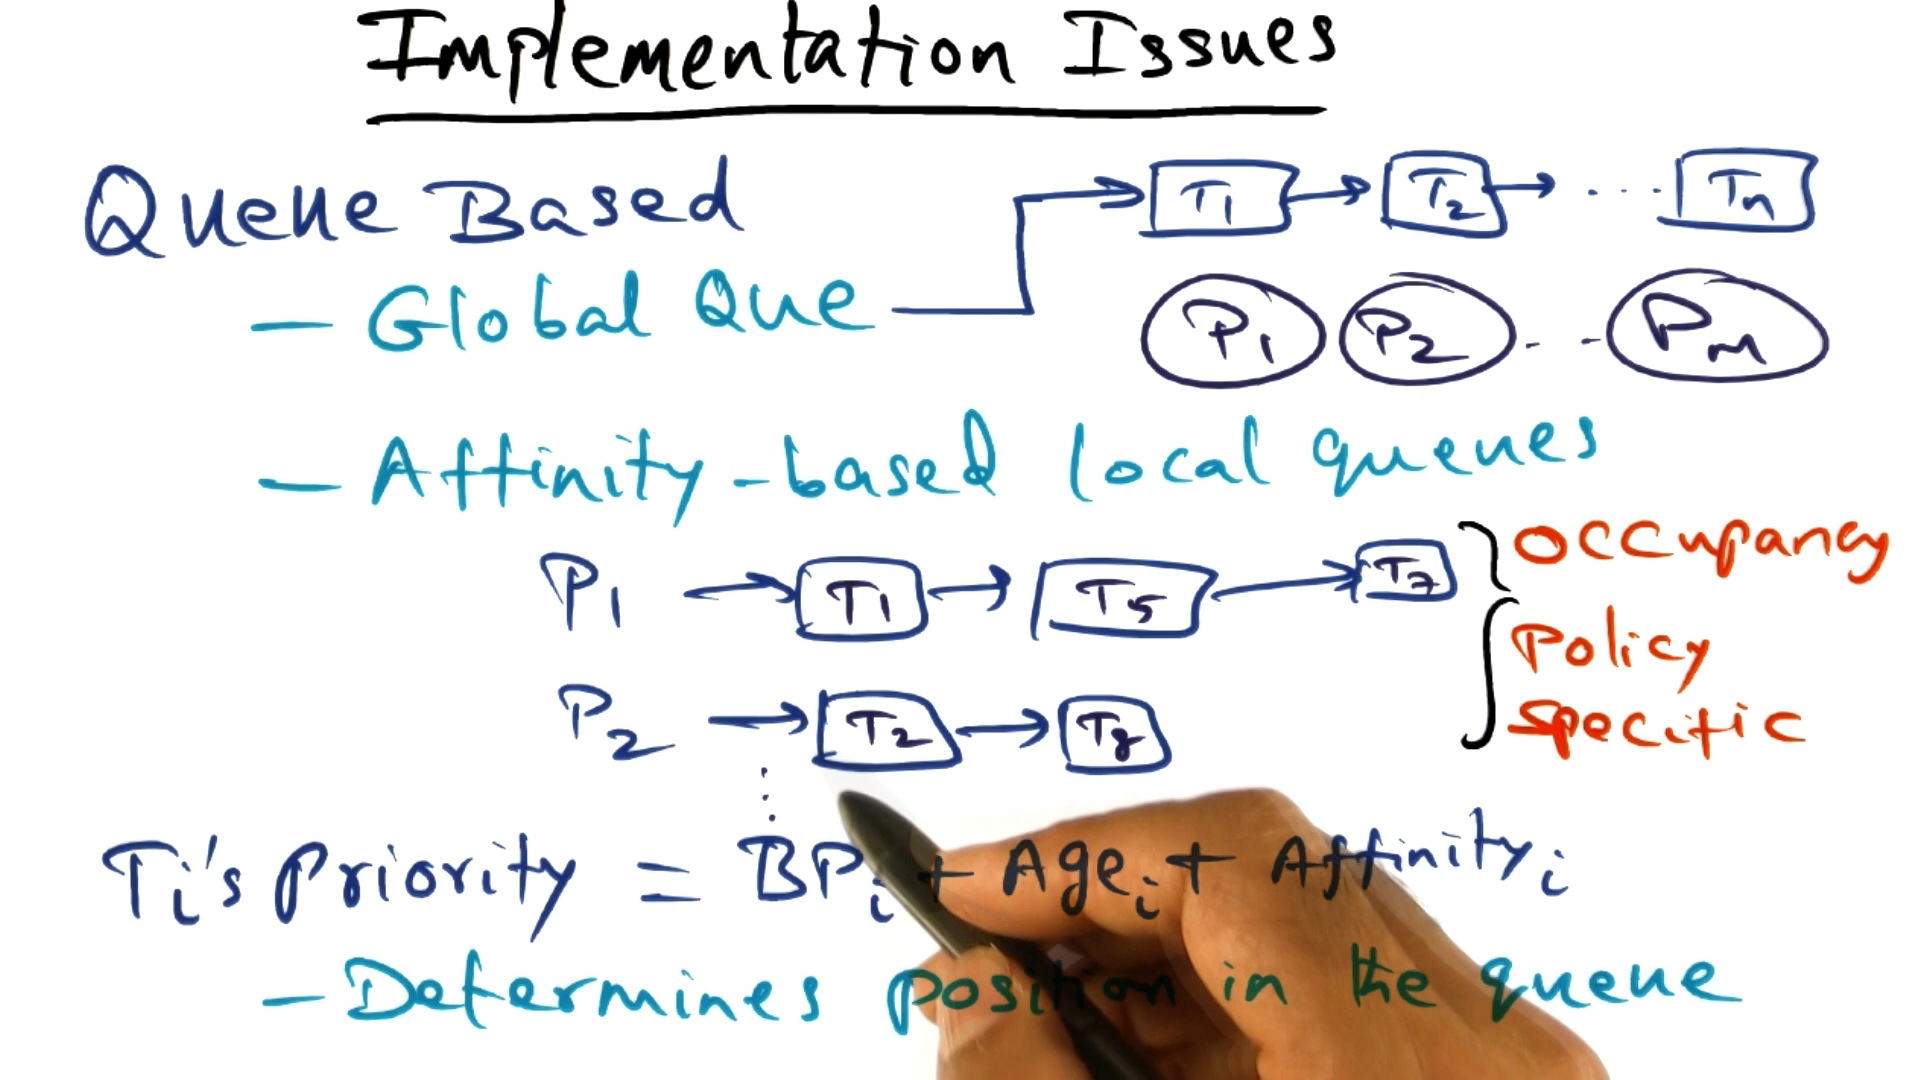 Implementation Issues
Queue Based
T1 T2 ... Tn
- Global Que
P1 P2 .. Pm
- Affinity-based local queues
P1 T1 T5 T7
Occupancy
Policy
Specific
P2 T2 T8
Ti's Priority = BPi + Agei + Affinityi
- Determines position in the queue